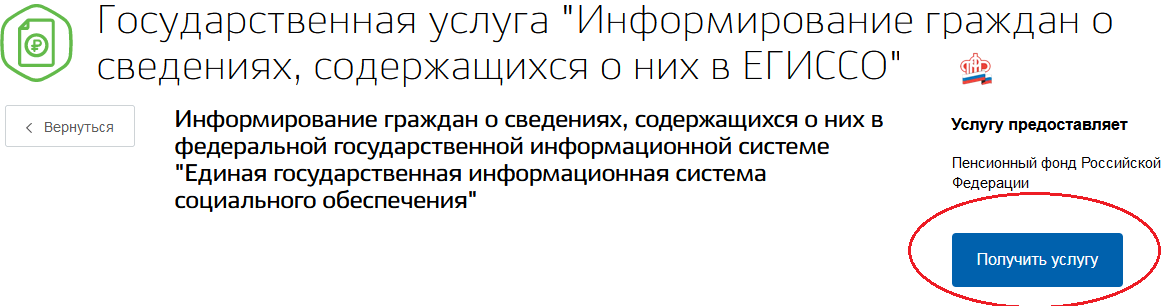 Государственная услуга "Информирование граждан о
сведениях, содержащихся о них в ЕГИССО"
Вернуться
Информирование граждан о сведениях, содержащихся о них в
федеральной государственной информационной системе
"Единая государственная информационная система
социального обеспечения"
Услугу предоставляет
Пенсионный фонд Российской
Федерации
Получить услугу